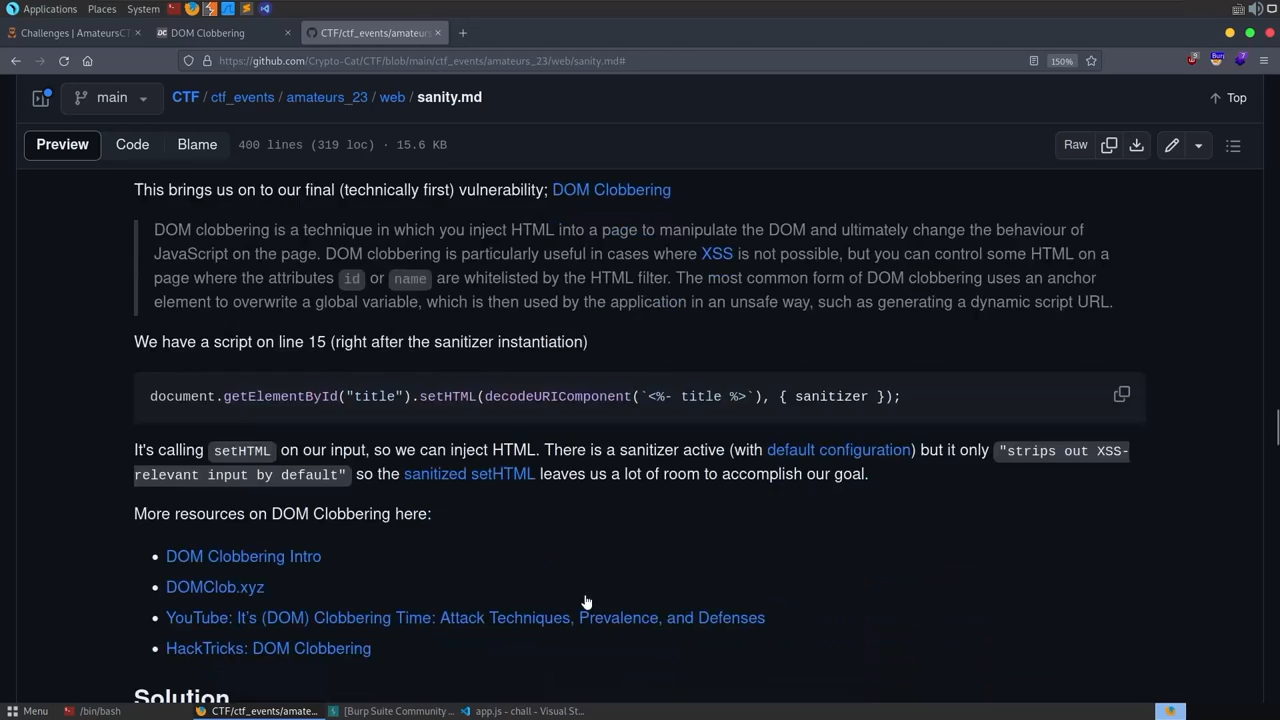 Applications Places System
Challenges | AmateursC
DOM Clobbering
CTF/ctf_events/amateurs
https://github.com/Crypto-Cat/CTF/blob/main/ctf_events/amateurs_23/web/sanity.md#
150%
main
CTF / ctf_events / amateurs_23 / web / sanity.md
Top
Preview Code Blame 400 lines (319 loc) · 15.6 KB
Raw
This brings us on to our final (technically first) vulnerability; DOM Clobbering
DOM clobbering is a technique in which you inject HTML into a page to manipulate the DOM and ultimately change the behaviour of
JavaScript on the page. DOM clobbering is particularly useful in cases where XSS is not possible, but you can control some HTML on a
page where the attributes id or name are whitelisted by the HTML filter. The most common form of DOM clobbering uses an anchor
element to overwrite a global variable, which is then used by the application in an unsafe way, such as generating a dynamic script URL.
We have a script on line 15 (right after the sanitizer instantiation)
document.getElementById("title").setHTML(decodeURIComponent(`<%- title %>`), { sanitizer });
It's calling setHTML on our input, so we can inject HTML. There is a sanitizer active (with default configuration) but it only "strips out XSS-
relevant input by default" so the sanitized setHTML leaves us a lot of room to accomplish our goal.
More resources on DOM Clobbering here:
• DOM Clobbering Intro
• DOMClob.xyz
• YouTube: It's (DOM) Clobbering Time: Attack Techniques, Prevalence, and Defenses
• HackTricks: DOM Clobbering
Solution
Menu /bin/bash CTF/ctf_events/amate... [Burp Suite Community ... app.js - chall - Visual St...